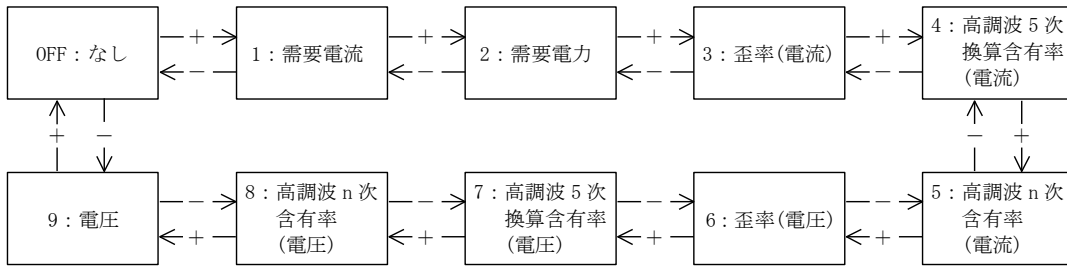 OFF：なし
＋
－
1：需要電流
＋
－
2：需要電力
＋
－
3：歪率(電流)
＋
－
4：高調波5次
換算含有率
(電流)
＋
－
－
＋
9：電圧
－
＋
8：高調波n次
含有率
(電圧)
－
＋
7：高調波5次
換算含有率
(電圧)
－
＋
6：歪率(電圧)
－
＋
5：高調波n次
含有率
(電流)